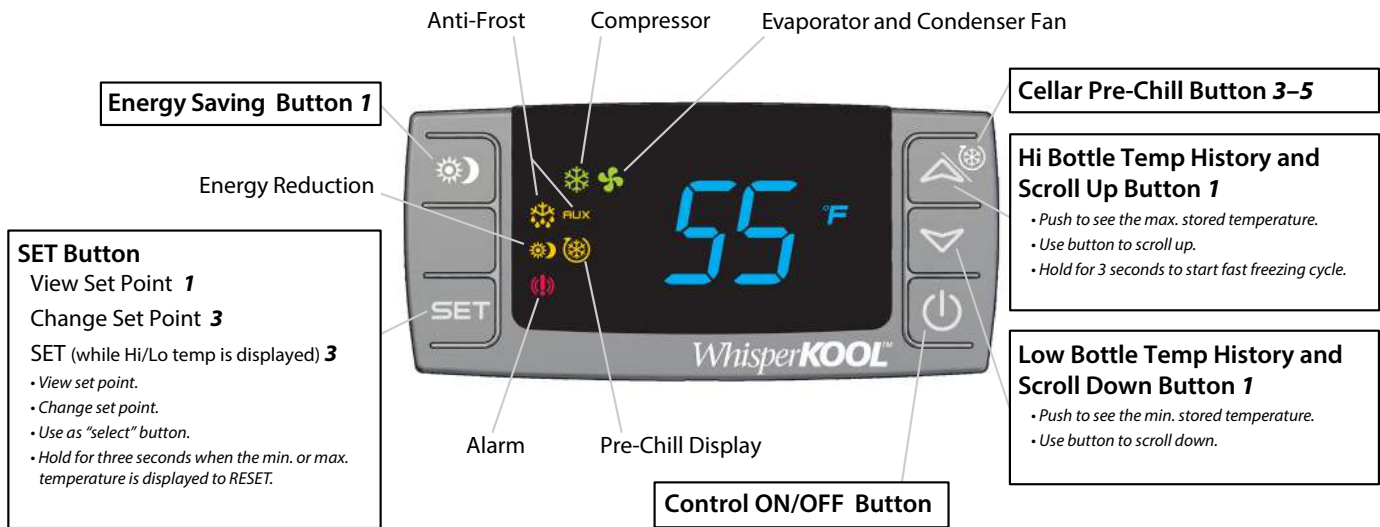 Anti-Frost
Compressor
Evaporator and Condenser Fan
Energy Saving Button 1
Energy Reduction
SET Button
View Set Point 1
Change Set Point 3
SET (while Hi/Lo temp is displayed) 3
• View set point.
• Change set point.
• Use as “select” button.
• Hold for three seconds when the min. or max.
temperature is displayed to RESET.
AUX
55 °F
SET
WhisperKOOL™
Alarm
Pre-Chill Display
Control ON/OFF Button
Cellar Pre-Chill Button 3–5
Hi Bottle Temp History and
Scroll Up Button 1
• Push to see the max. stored temperature.
• Use button to scroll up.
• Hold for 3 seconds to start fast freezing cycle.
Low Bottle Temp History and
Scroll Down Button 1
• Push to see the min. stored temperature.
• Use button to scroll down.